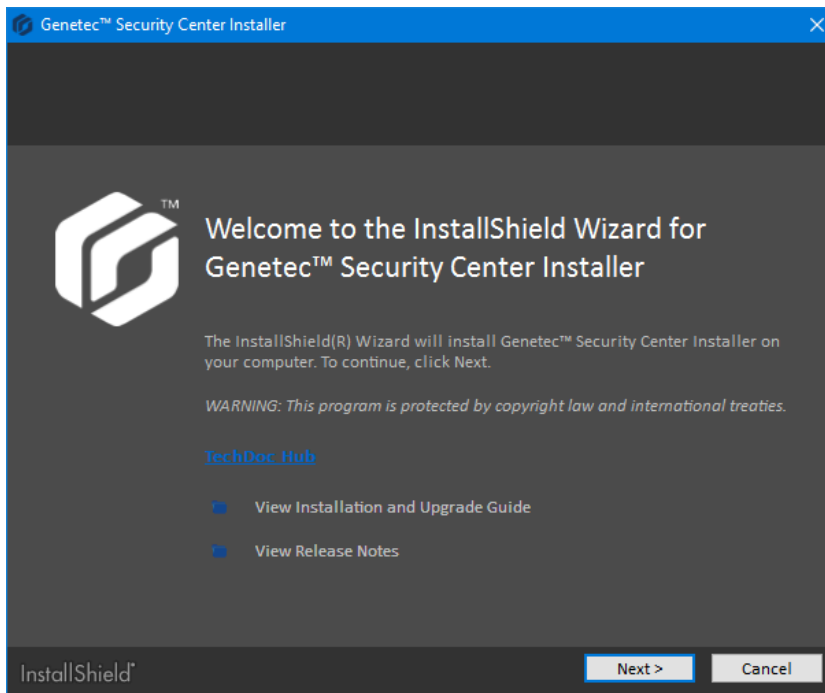 Genetec™ Security Center Installer
TM
Welcome to the InstallShield Wizard for
Genetec™ Security Center Installer
The InstallShield(R) Wizard will install Genetec™ Security Center Installer on
your computer. To continue, click Next.
WARNING: This program is protected by copyright law and international treaties.
TechDoc Hub
View Installation and Upgrade Guide
View Release Notes
InstallShield®
Next >
Cancel